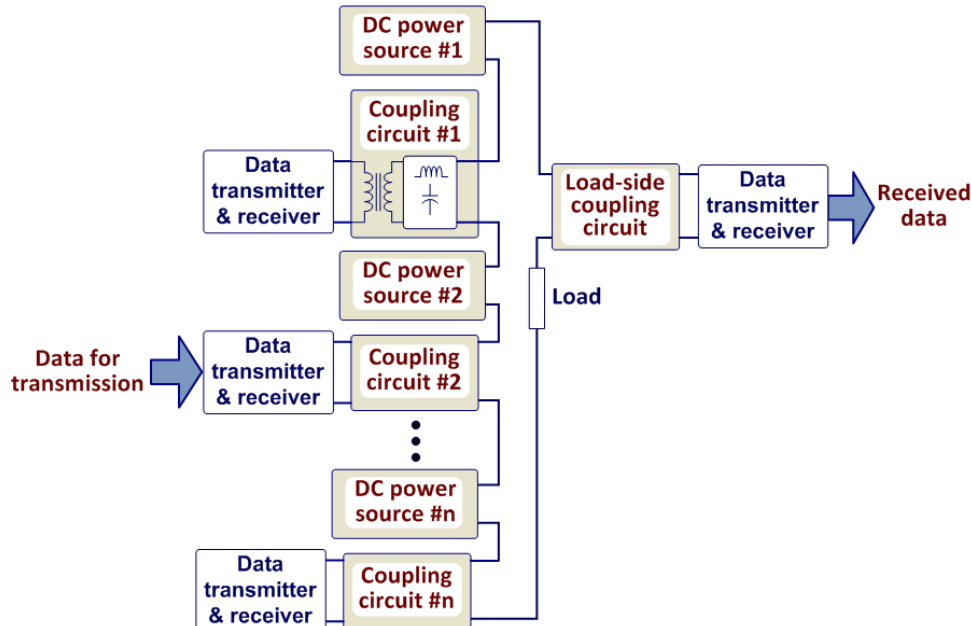 DC power
source #1
Coupling
circuit #1
Data
transmitter
& receiver
Load-side
coupling
circuit
Data
transmitter
& receiver
Received
data
DC power
source #2
Load
Data for
transmission
Data
transmitter
& receiver
Coupling
circuit #2
DC power
source #n
Data
transmitter
& receiver
Coupling
circuit #n